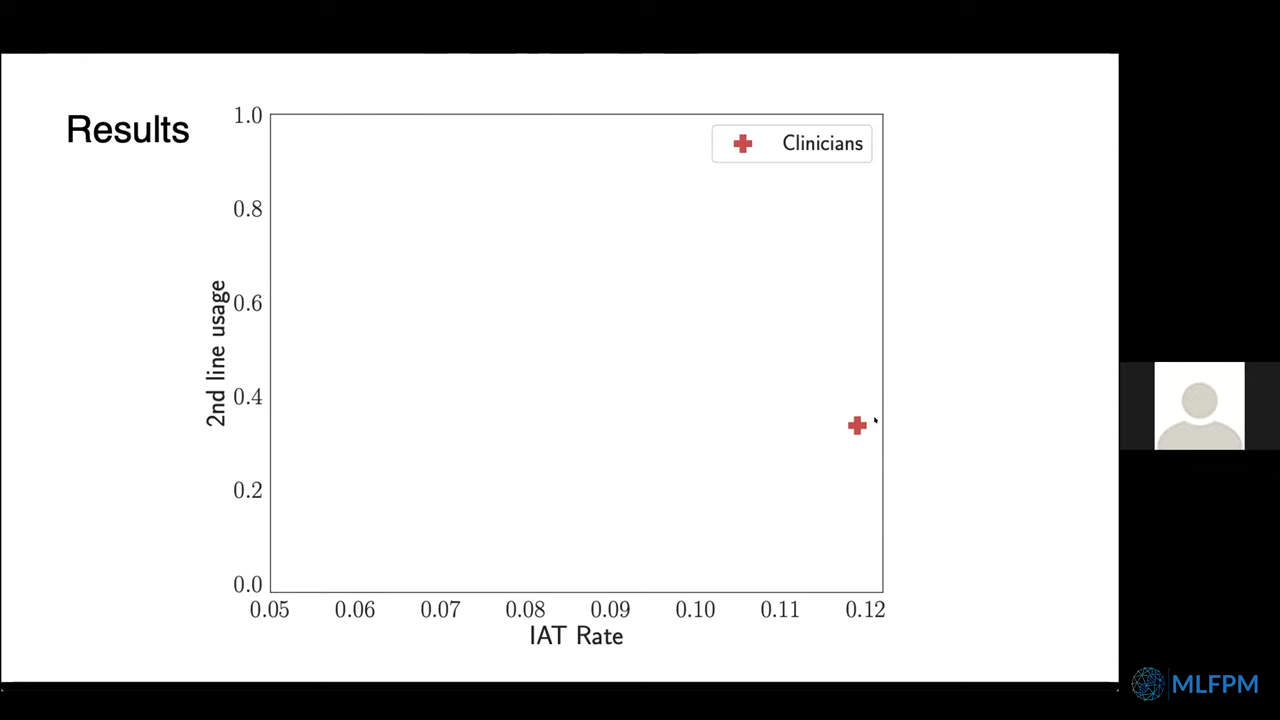 Results
1.0
Clinicians
0.8
0.6
2nd line usage
0.4
0.2
0.0
0.05 0.06 0.07 0.08 0.09 0.10 0.11 0.12
IAT Rate
MLFPM